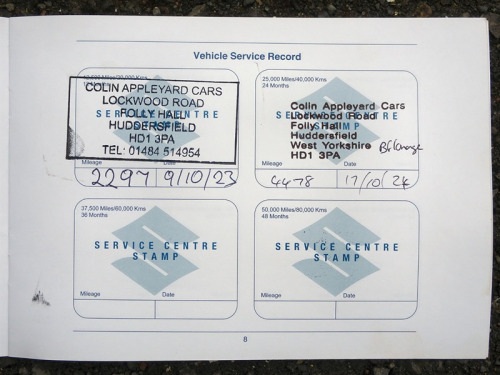 Vehicle Service Record
COLIN APPLEYARD CARS
LOCKWOOD ROAD
FOLLY HALL
HUDDERSFIELD
HD1 3PA
TEL: 01484 514954
2297 9/10/23
25,000 Miles/40,000 Kms
24 Months
Colin Appleyard Cars
Lockwood Road
Folly Hall
Huddersfield
West Yorkshire
HD1 3PA
Mileage Date
4478 17/10/24
37,500 Miles/60,000 Kms
36 Months
SERVICE CENTRE
STAMP
Mileage Date
50,000 Miles/80,000 Kms
48 Months
SERVICE CENTRE
STAMP
Mileage Date
8